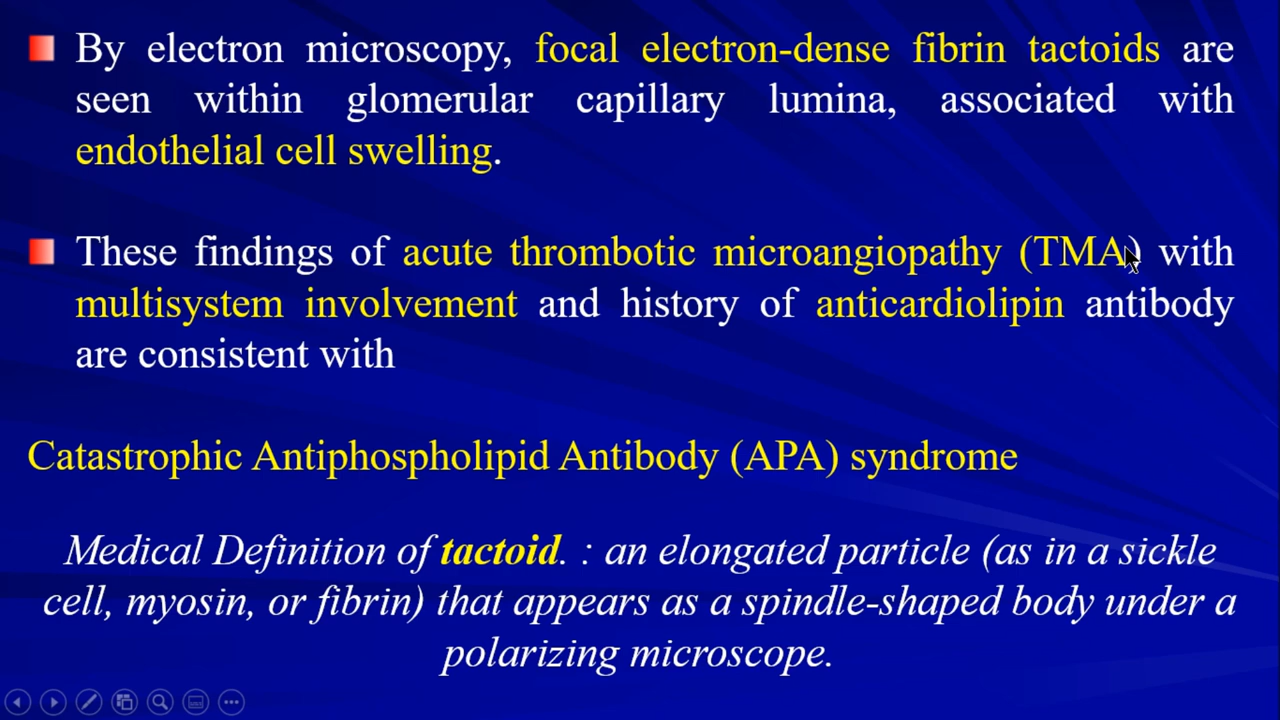 By electron microscopy, focal electron-dense fibrin tactoids are
seen within glomerular capillary lumina, associated with
endothelial cell swelling.
These findings of acute thrombotic microangiopathy (TMA) with
multisystem involvement and history of anticardiolipin antibody
are consistent with
Catastrophic Antiphospholipid Antibody (APA) syndrome
Medical Definition of tactoid. : an elongated particle (as in a sickle
cell, myosin, or fibrin) that appears as a spindle-shaped body under a
polarizing microscope.